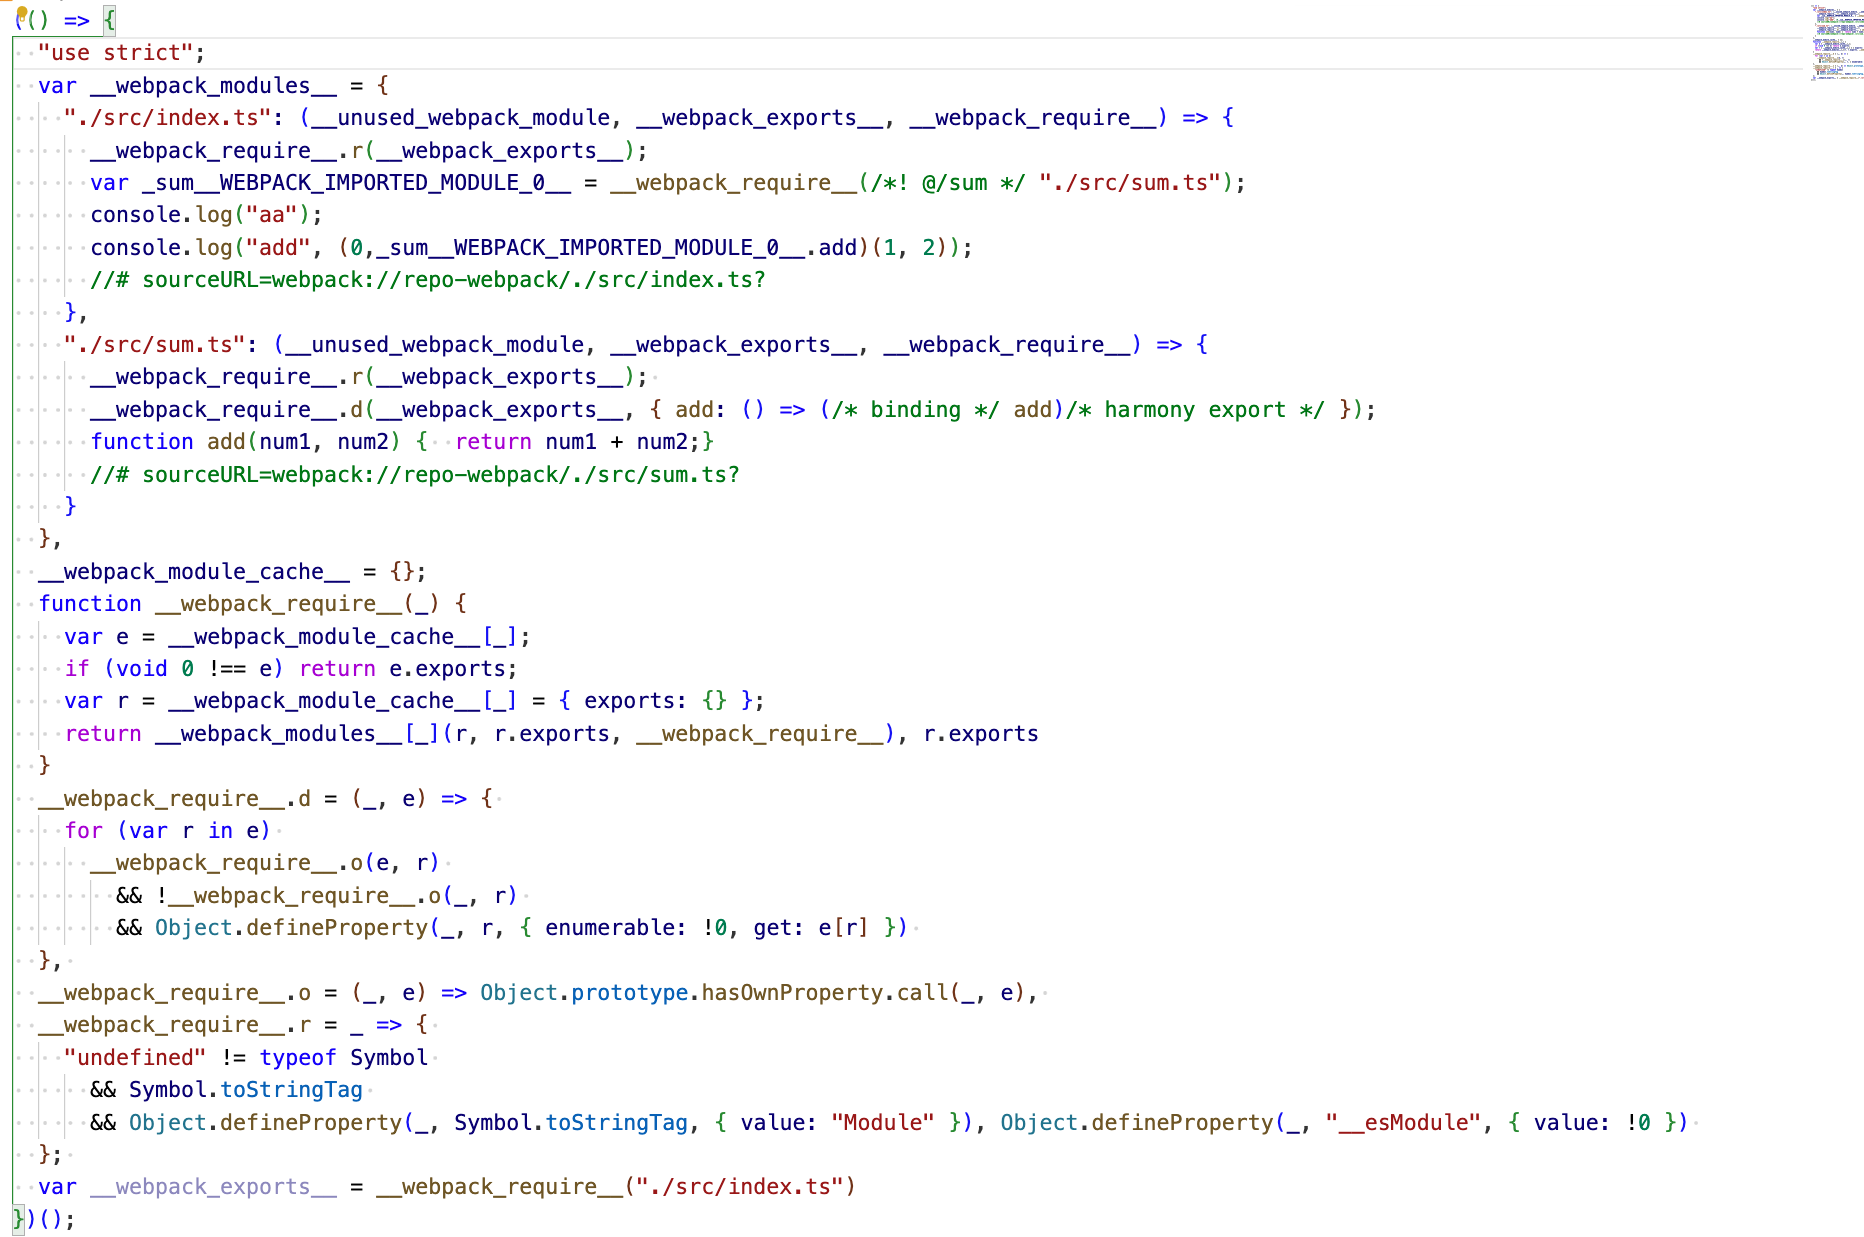 (() => {
  "use strict";
  var __webpack_modules__ = {
    "./src/index.ts": (__unused_webpack_module, __webpack_exports__, __webpack_require__) => {
      __webpack_require__.r(__webpack_exports__);
      var _sum__WEBPACK_IMPORTED_MODULE_0__ = __webpack_require__(/*! @/sum */ "./src/sum.ts");
      console.log("aa");
      console.log("add", (0,_sum__WEBPACK_IMPORTED_MODULE_0__.add)(1, 2));
      //# sourceURL=webpack://repo-webpack/./src/index.ts?
    },
    "./src/sum.ts": (__unused_webpack_module, __webpack_exports__, __webpack_require__) => {
      __webpack_require__.r(__webpack_exports__);
      __webpack_require__.d(__webpack_exports__, { add: () => (/* binding */ add)/* harmony export */ });
      function add(num1, num2) {  return num1 + num2;}
      //# sourceURL=webpack://repo-webpack/./src/sum.ts?
    }
  },
  __webpack_module_cache__ = {};
  function __webpack_require__(_) {
    var e = __webpack_module_cache__[_];
    if (void 0 !== e) return e.exports;
    var r = __webpack_module_cache__[_] = { exports: {} };
    return __webpack_modules__[_](r, r.exports, __webpack_require__), r.exports
  }
  __webpack_require__.d = (_, e) => {
    for (var r in e)
      __webpack_require__.o(e, r)
        && !__webpack_require__.o(_, r)
        && Object.defineProperty(_, r, { enumerable: !0, get: e[r] })
  },
  __webpack_require__.o = (_, e) => Object.prototype.hasOwnProperty.call(_, e),
  __webpack_require__.r = _ => {
    "undefined" != typeof Symbol
      && Symbol.toStringTag
      && Object.defineProperty(_, Symbol.toStringTag, { value: "Module" }), Object.defineProperty(_, "__esModule", { value: !0 })
  };
  var __webpack_exports__ = __webpack_require__("./src/index.ts")
})();